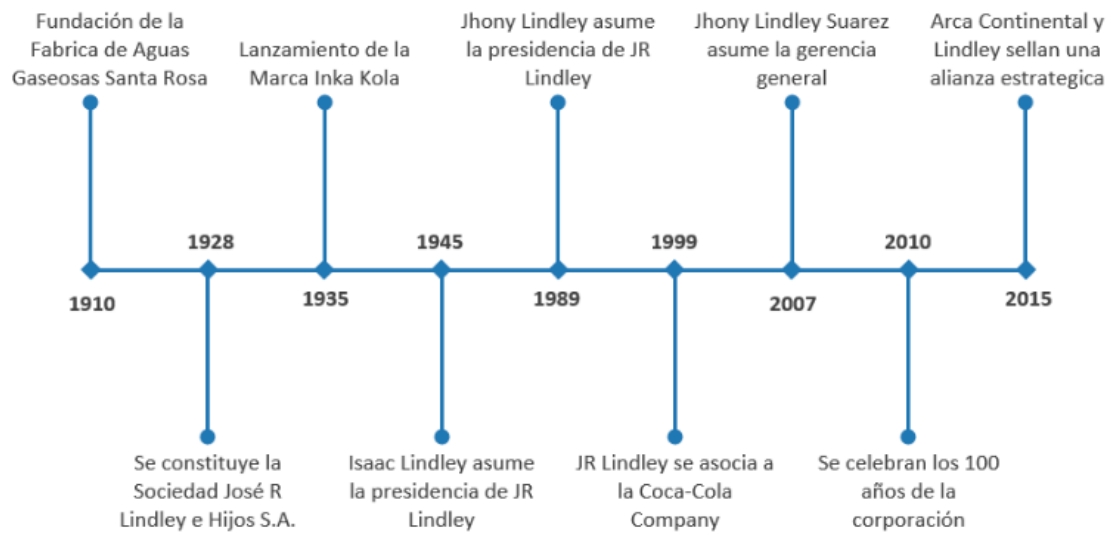 Fundación de la
Fabrica de Aguas
Gaseosas Santa Rosa
Lanzamiento de la
Marca Inka Kola
Jhony Lindley asume
la presidencia de JR
Lindley
Jhony Lindley Suarez
asume la gerencia
general
Arca Continental y
Lindley sellan una
alianza estrategica
1928
1945
1999
2010
1910
1935
1989
2007
2015
Se constituye la
Sociedad José R
Lindley e Hijos S.A.
Isaac Lindley asume
la presidencia de JR
Lindley
JR Lindley se asocia a
la Coca-Cola
Company
Se celebran los 100
años de la
corporación